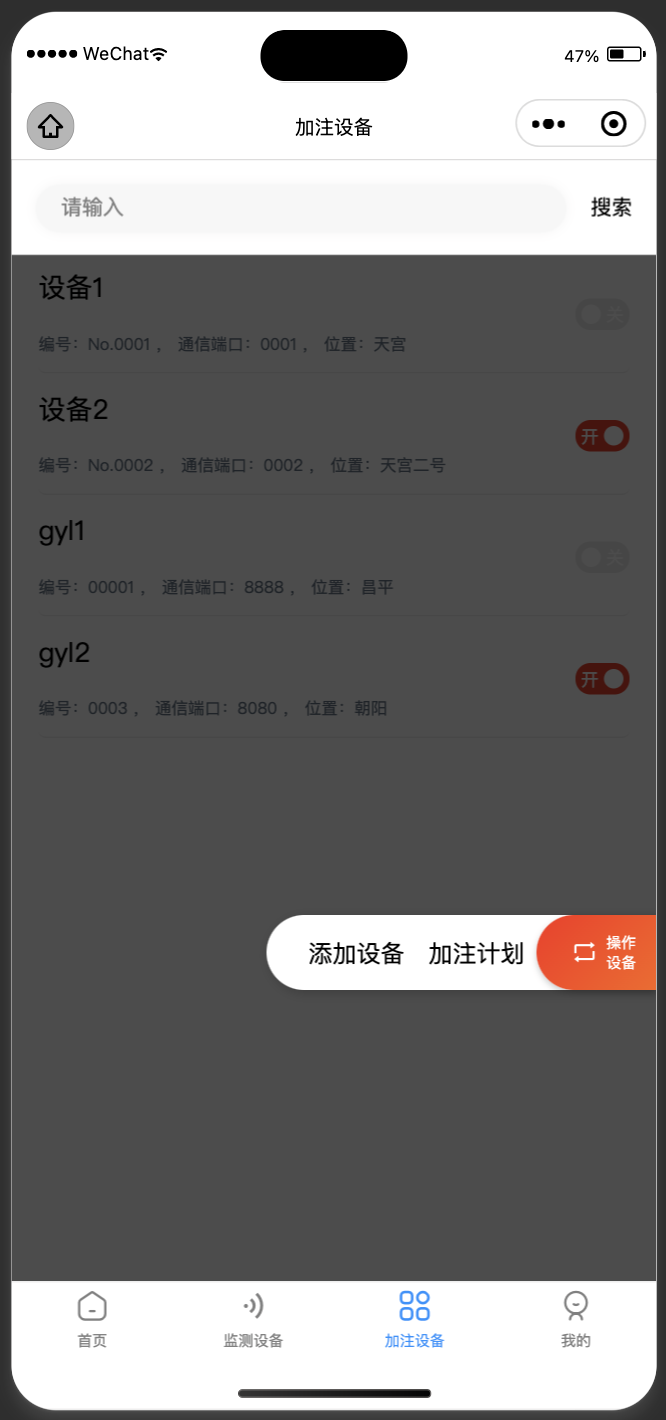 WeChat 47%
加注设备
请输入 搜索
设备1
关
编号：No.0001， 通信端口：0001， 位置：天宫
设备2
开
编号：No.0002， 通信端口：0002， 位置：天宫二号
gyl1
关
编号：00001， 通信端口：8888， 位置：昌平
gyl2
开
编号：0003， 通信端口：8080， 位置：朝阳
添加设备 加注计划
操作
设备
首页 监测设备 加注设备 我的